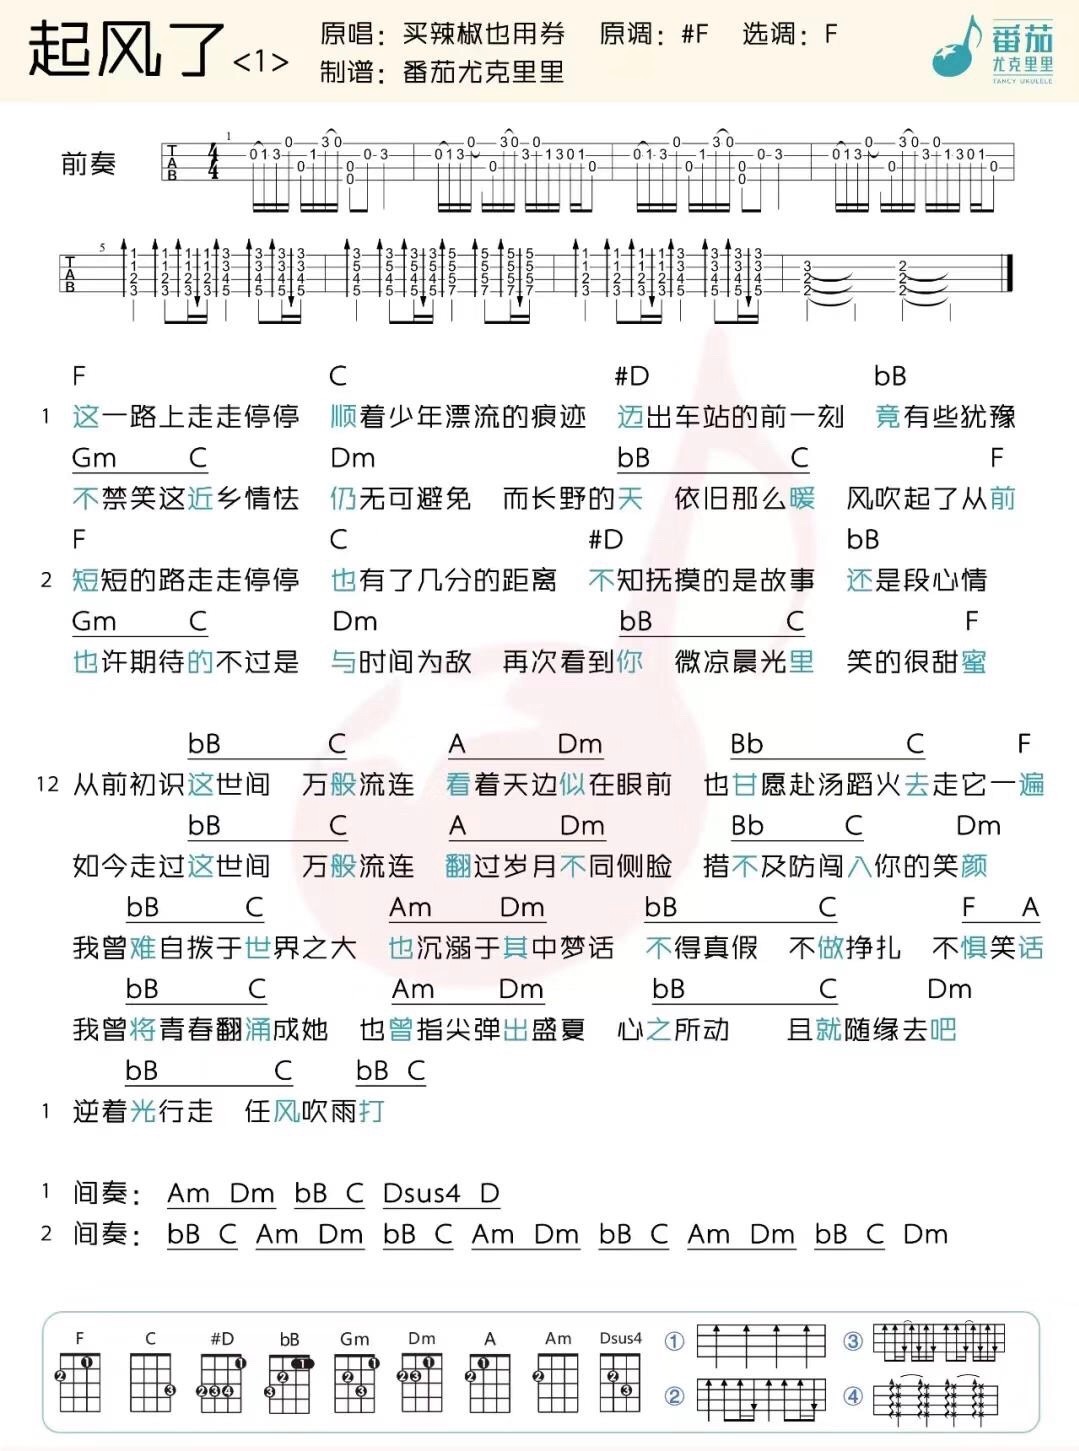 起风了 <1>
原唱：买辣椒也用券 原调：#F 选调：F
制谱：番茄尤克里里
番茄
尤克里里
TANCY UKULELE
前奏
F C #D bB
1 这一路上走走停停 顺着少年漂流的痕迹 迈出车站的前一刻 竟有些犹豫
Gm C Dm bB C F
不禁笑这近乡情怯 仍无可避免 而长野的天 依旧那么暖 风吹起了从前
F C #D bB
2 短短的路走走停停 也有了几分的距离 不知抚摸的是故事 还是段心情
Gm C Dm bB C F
也许期待的不过是 与时间为敌 再次看到你 微凉晨光里 笑的很甜蜜
bB C A Dm Bb C F
12 从前初识这世间 万般流连 看着天边似在眼前 也甘愿赴汤蹈火去走它一遍
bB C A Dm Bb C Dm
如今走过这世间 万般流连 翻过岁月不同侧脸 措不及防闯入你的笑颜
bB C Am Dm bB C F A
我曾难自拨于世界之大 也沉溺于其中梦话 不得真假 不做挣扎 不惧笑话
bB C Am Dm bB C Dm
我曾将青春翻涌成她 也曾指尖弹出盛夏 心之所动 且就随缘去吧
bB C bB C
1 逆着光行走 任风吹雨打
1 间奏： Am Dm bB C Dsus4 D
2 间奏： bB C Am Dm bB C Am Dm bB C Am Dm bB C Dm
F C #D bB Gm Dm A Am Dsus4
① ③
② ④